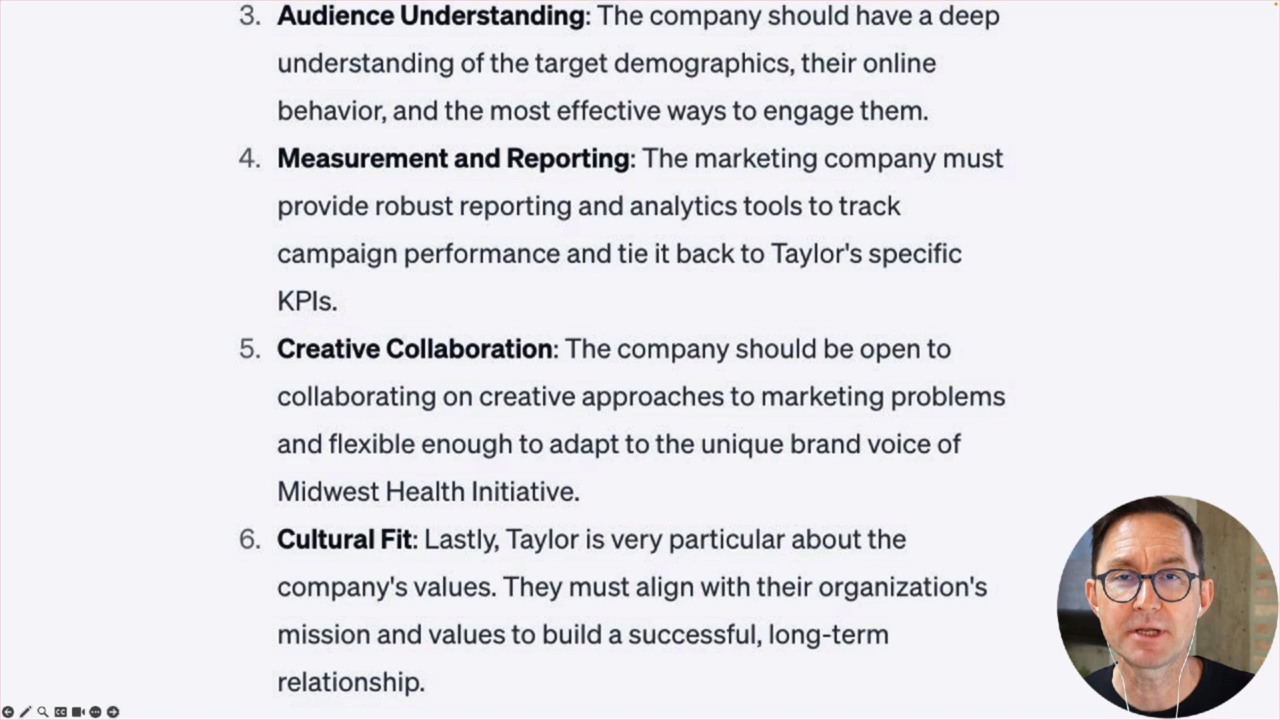 3. Audience Understanding: The company should have a deep
understanding of the target demographics, their online
behavior, and the most effective ways to engage them.
4. Measurement and Reporting: The marketing company must
provide robust reporting and analytics tools to track
campaign performance and tie it back to Taylor's specific
KPIs.
5. Creative Collaboration: The company should be open to
collaborating on creative approaches to marketing problems
and flexible enough to adapt to the unique brand voice of
Midwest Health Initiative.
6. Cultural Fit: Lastly, Taylor is very particular about the
company's values. They must align with their organization's
mission and values to build a successful, long-term
relationship.